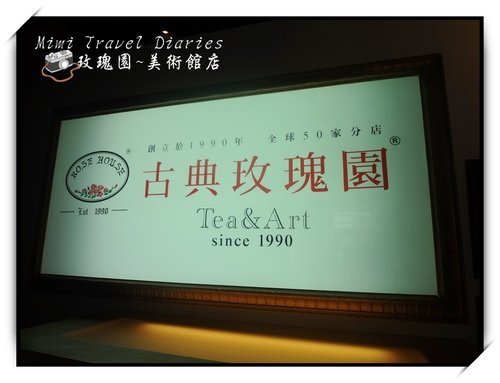 Mimi Travel Diaries
玫瑰園~美術館店
創立於1990年 全球50家分店
ROSE HOUSE
®
古典玫瑰園®
Est 1990
Tea&Art
since 1990